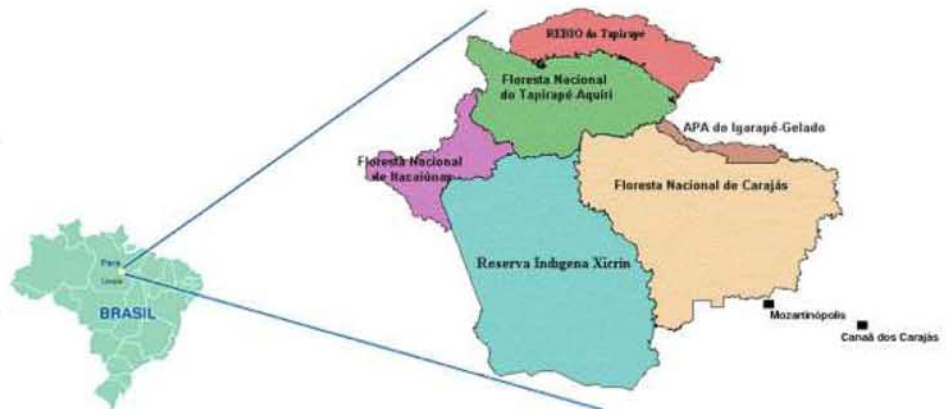 REBIO do Tapirapé
Floresta Nacional
do Tapirapé Aquiri
APA do Igarapé-Gelado
Floresta Nacional
de Itacaiúnas
Floresta Nacional de Carajás
Reserva Indígena Xicrin
Pará
BRASIL
Mozartinópolis
Canaã dos Carajás